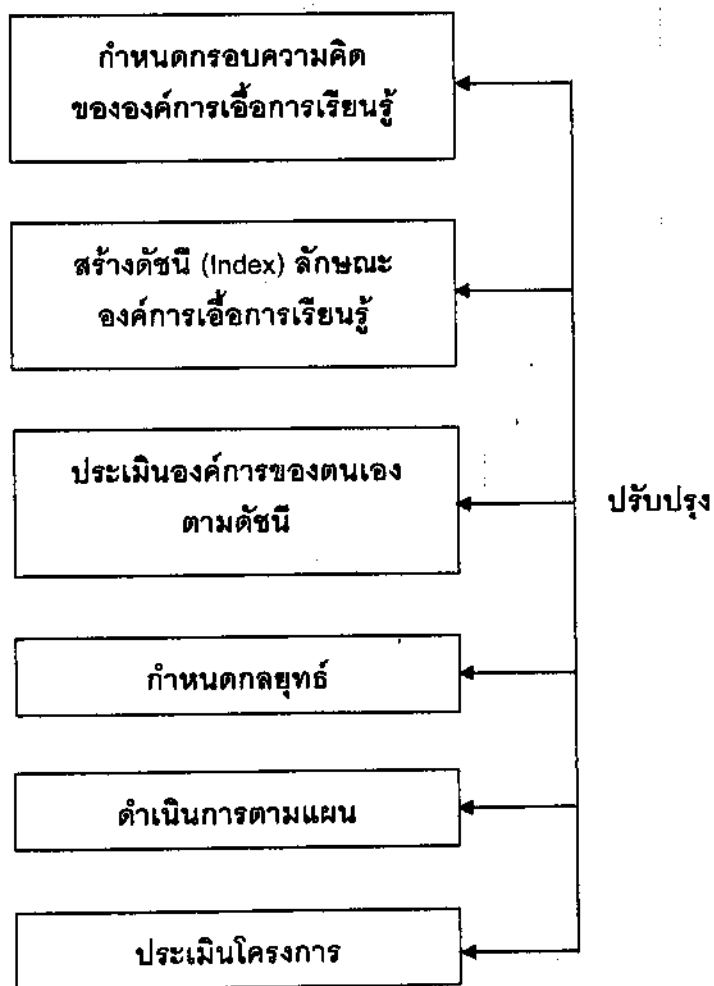 กำหนดกรอบความคิด
ขององค์การเอื้อการเรียนรู้
สร้างดัชนี (Index) ลักษณะ
องค์การเอื้อการเรียนรู้
ประเมินองค์การของตนเอง
ตามดัชนี
ปรับปรุง
กำหนดกลยุทธ์
ดำเนินการตามแผน
ประเมินโครงการ